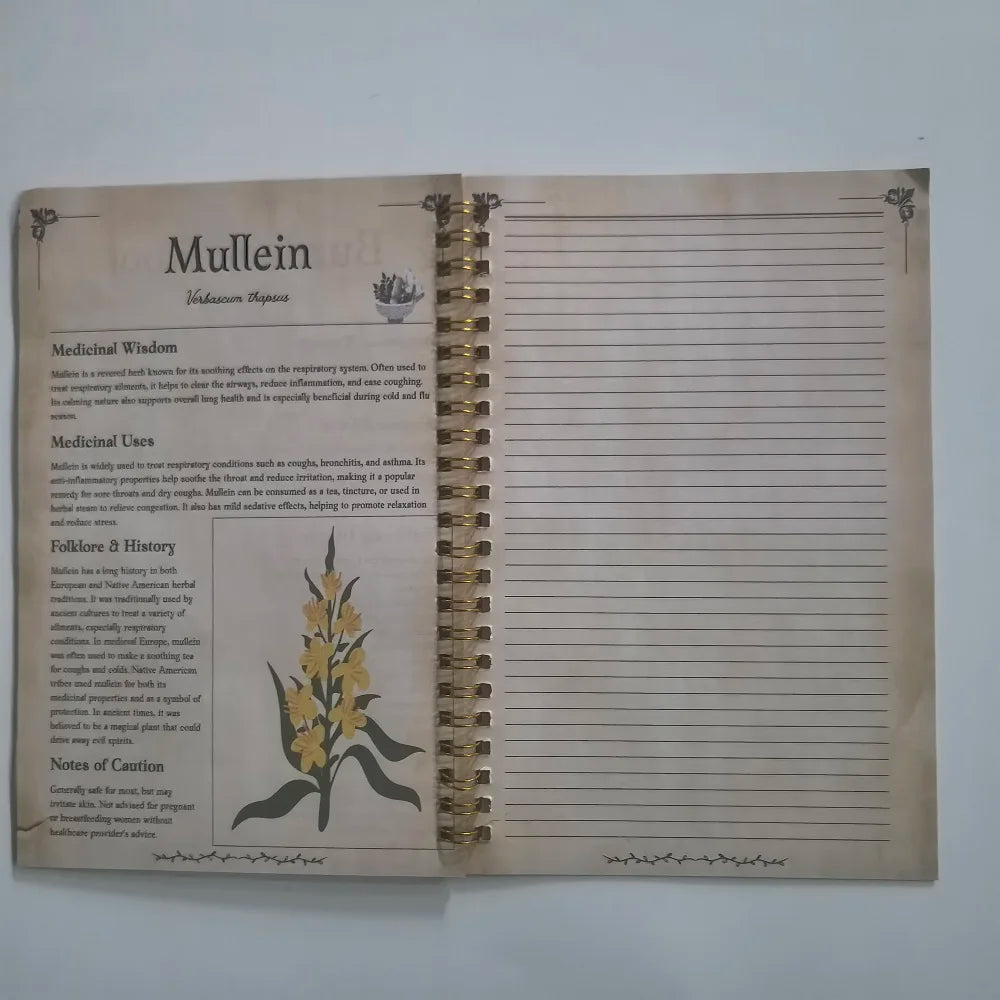 Mullein
Verbascum thapsus
Medicinal Wisdom
Mullein is a revered herb known for its soothing effects on the respiratory system. Often used to
treat respiratory ailments, it helps to clear the airways, reduce inflammation, and ease coughing.
Its calming nature also supports overall lung health and is especially beneficial during cold and flu
season.
Medicinal Uses
Mullein is widely used to treat respiratory conditions such as coughs, bronchitis, and asthma. Its
anti-inflammatory properties help soothe the throat and reduce irritation, making it a popular
remedy for sore throats and dry coughs. Mullein can be consumed as a tea, tincture, or used in
herbal steam to relieve congestion. It also has mild sedative effects, helping to promote relaxation
and reduce stress.
Folklore & History
Mullein has a long history in both
European and Native American herbal
traditions. It was traditionally used by
ancient cultures to treat a variety of
ailments, especially respiratory
conditions. In medieval Europe, mullein
was often used to make a soothing tea
for coughs and colds. Native American
tribes used mullein for both its
medicinal properties and as a symbol of
protection. In ancient times, it was
believed to be a magical plant that could
drive away evil spirits.
Notes of Caution
Generally safe for most, but may
irritate skin. Not advised for pregnant
or breastfeeding women without
healthcare provider's advice.